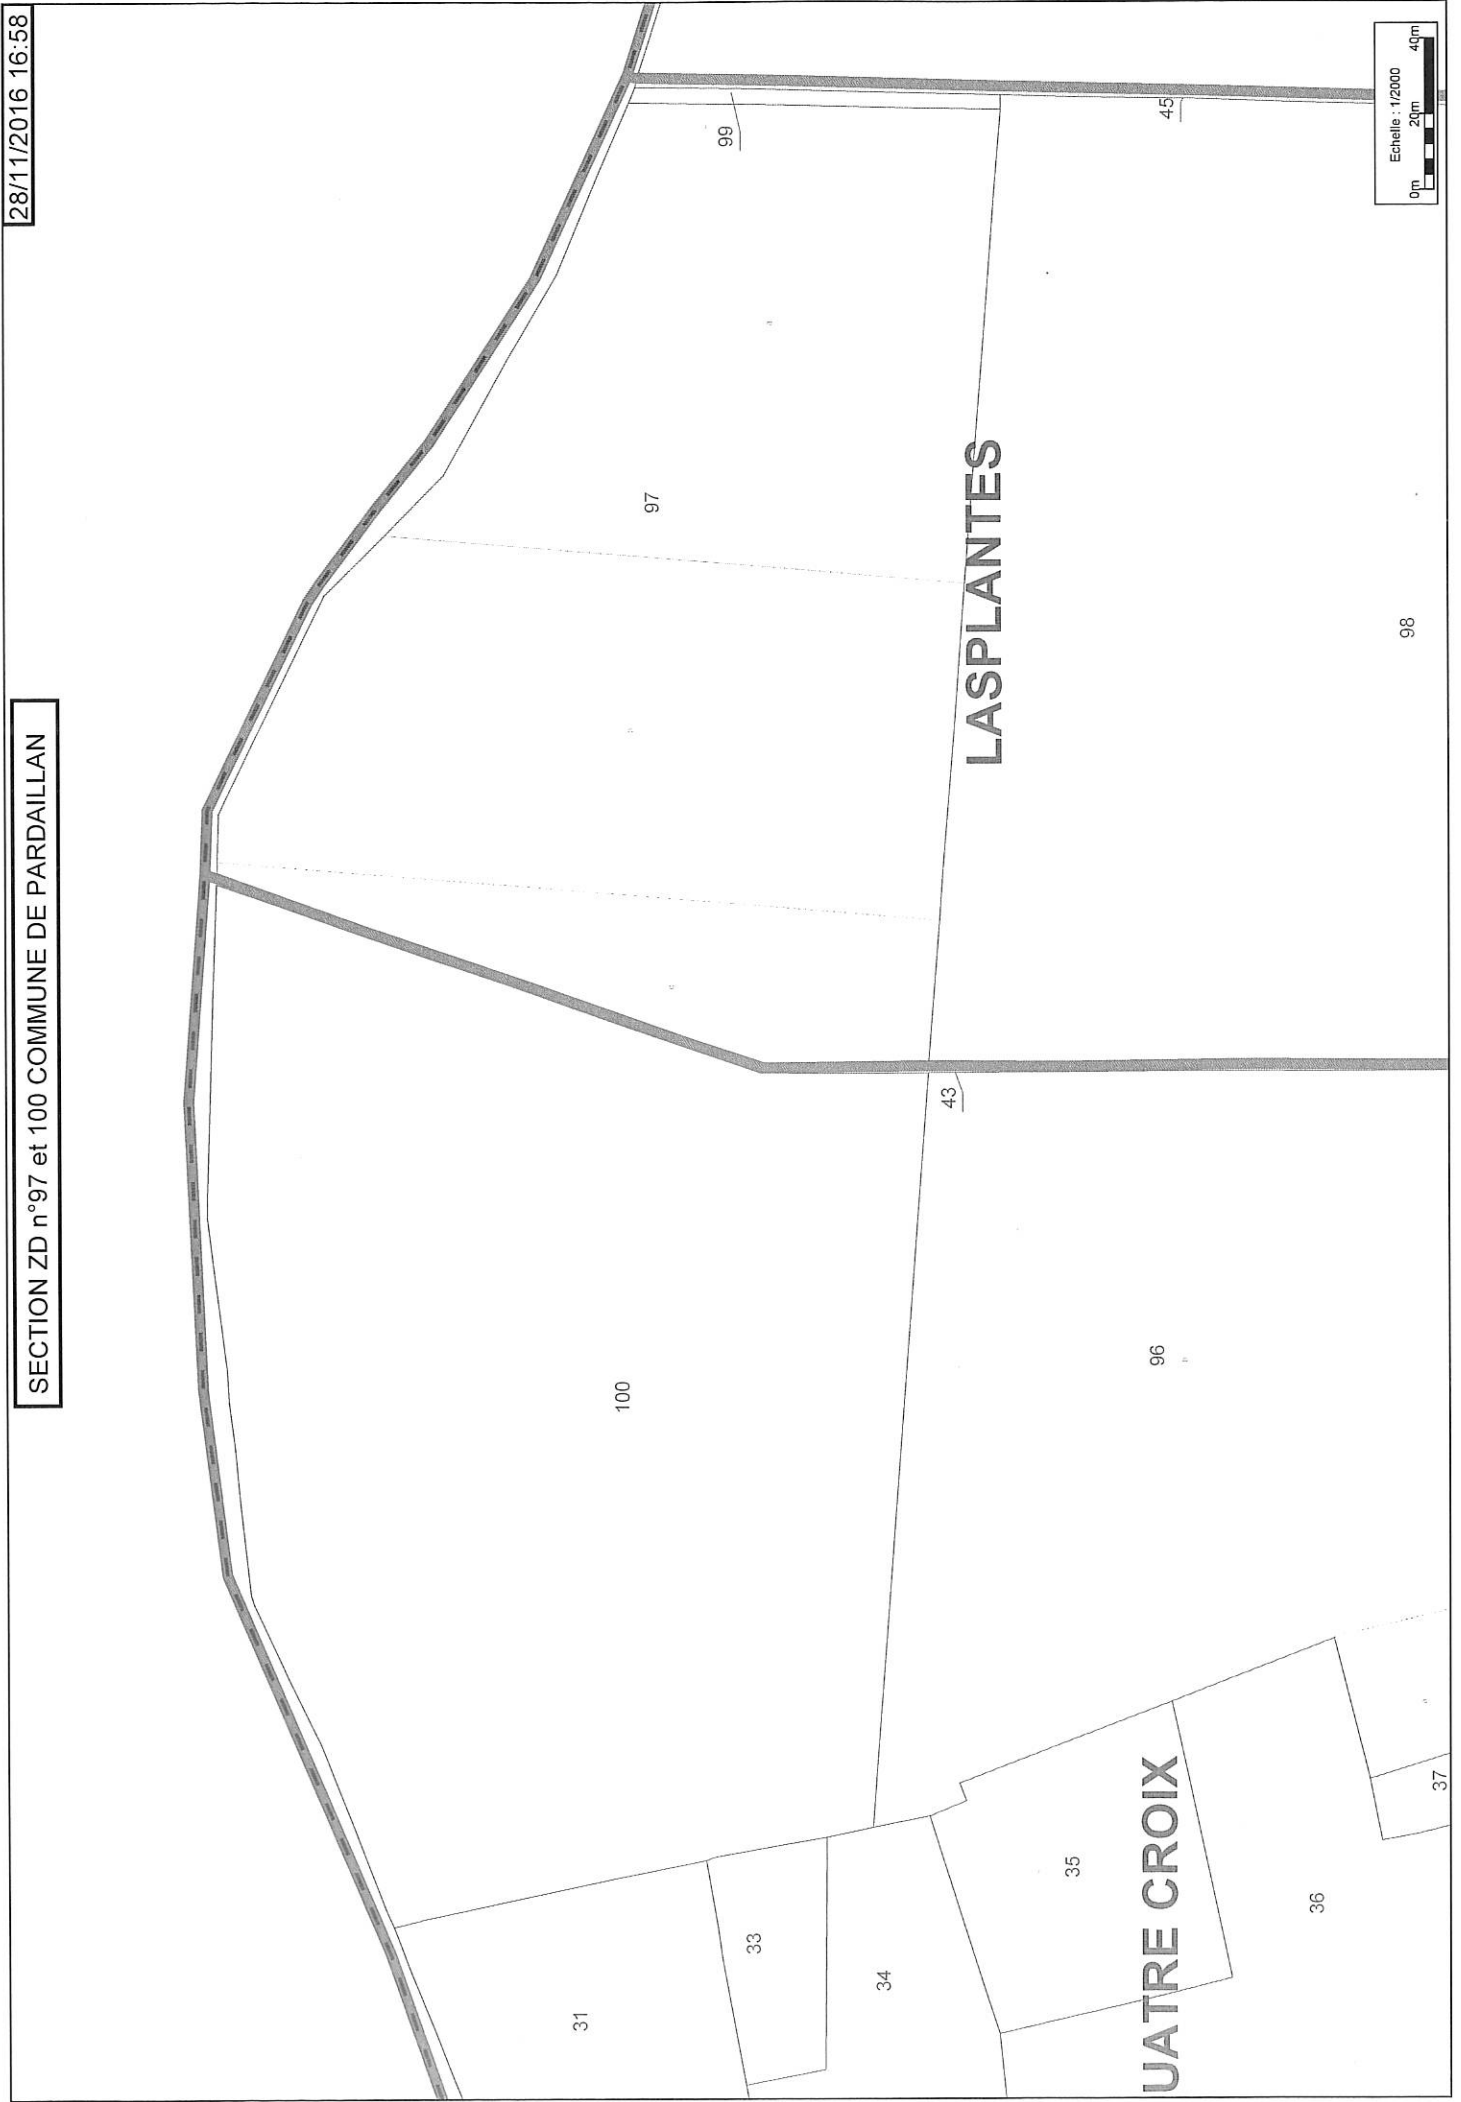 28/11/2016 16:58
SECTION ZD n°97 et 100 COMMUNE DE PARDAILLAN
100
97
99
31
33
34
43
LASPLANTES
35
96
45
UATRE CROIX
36
98
37
Echelle : 1/2000
0m 20m 40m